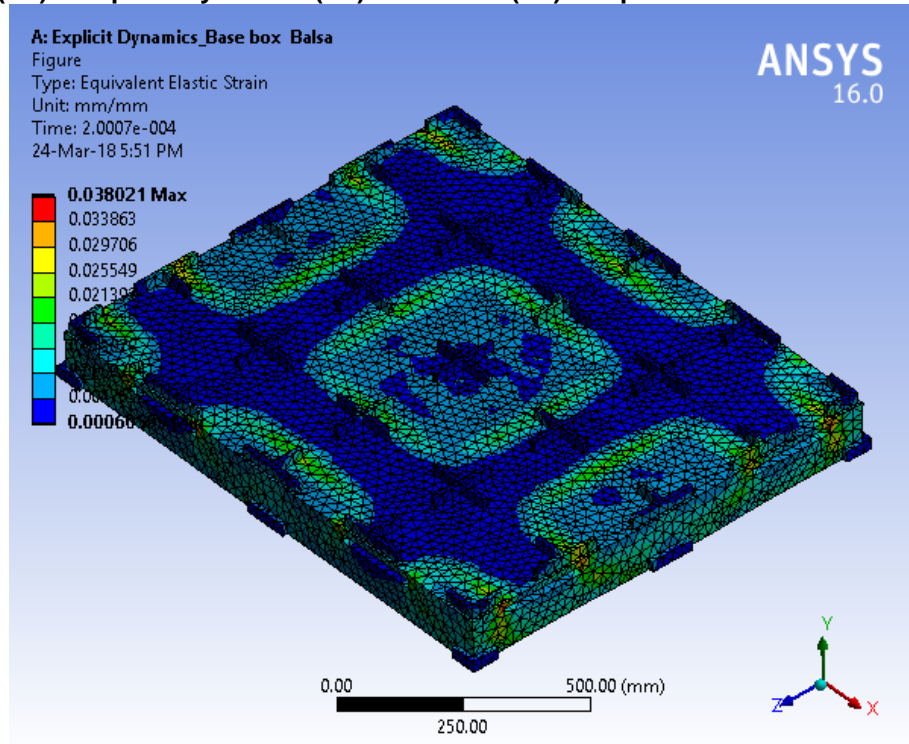 A: Explicit Dynamics_Base box Balsa
Figure
Type: Equivalent Elastic Strain
Unit: mm/mm
Time: 2.0007e-004
24-Mar-18 5:51 PM
ANSYS
16.0
0.038021 Max
0.033863
0.029706
0.025549
0.00
500.00 (mm)
250.00
Y
Z
X